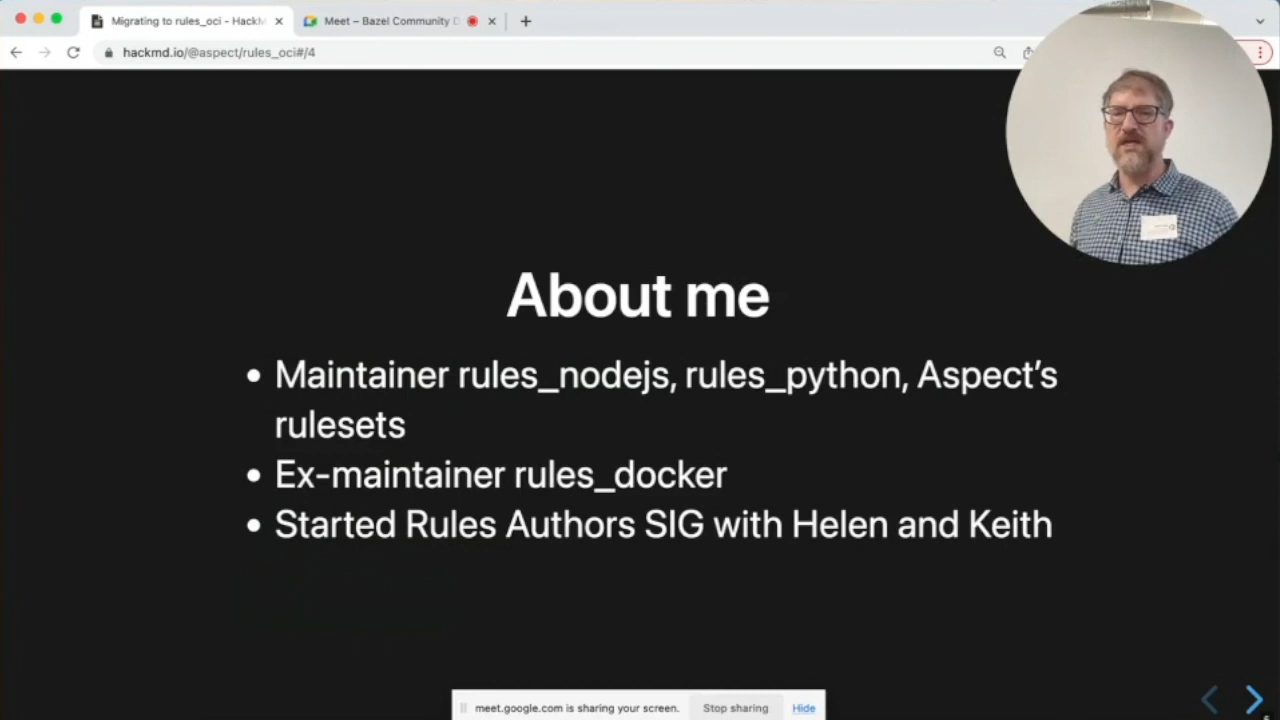 Migrating to rules_oci - HackM
Meet – Bazel Community D
hackmd.io/@aspect/rules_oci#/4
About me
Maintainer rules_nodejs, rules_python, Aspect's
rulesets
Ex-maintainer rules_docker
Started Rules Authors SIG with Helen and Keith
meet.google.com is sharing your screen.
Stop sharing
Hide